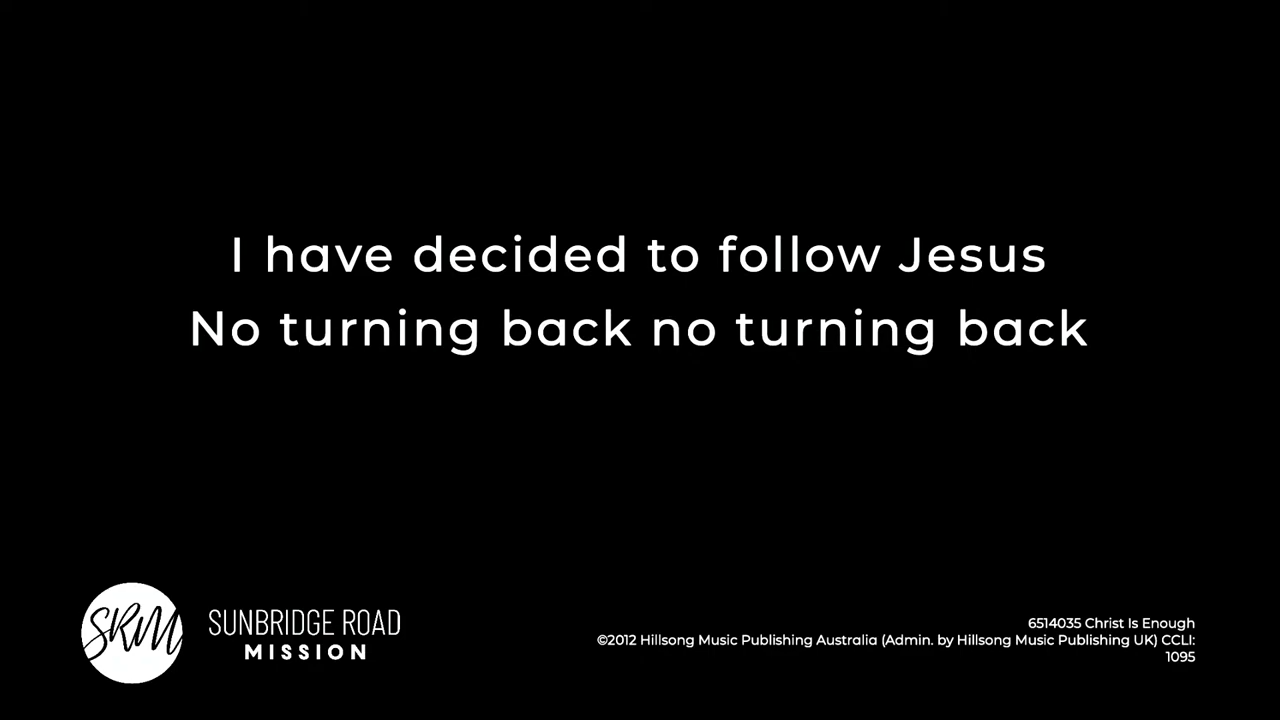 I have decided to follow Jesus
No turning back no turning back
SRM
SUNBRIDGE ROAD
MISSION
6514035 Christ Is Enough
©2012 Hillsong Music Publishing Australia (Admin. by Hillsong Music Publishing UK) CCLI:
1095